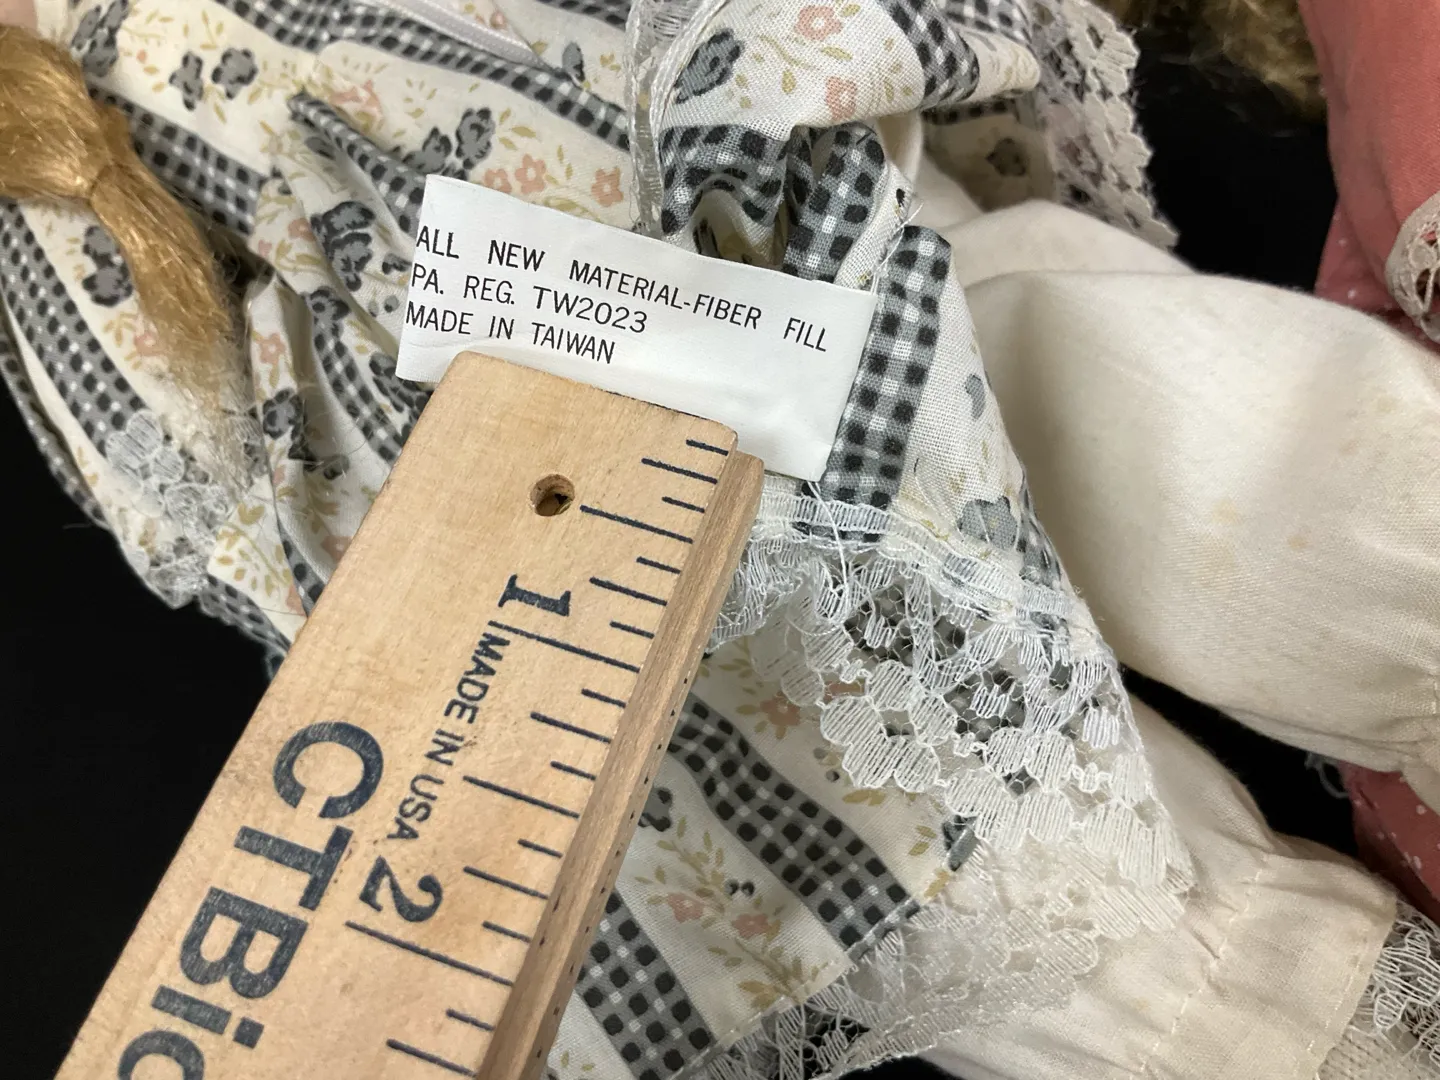 ALL NEW MATERIAL-FIBER FILL
PA. REG. TW2023
MADE IN TAIWAN
1
MADE IN USA
2
CTBi